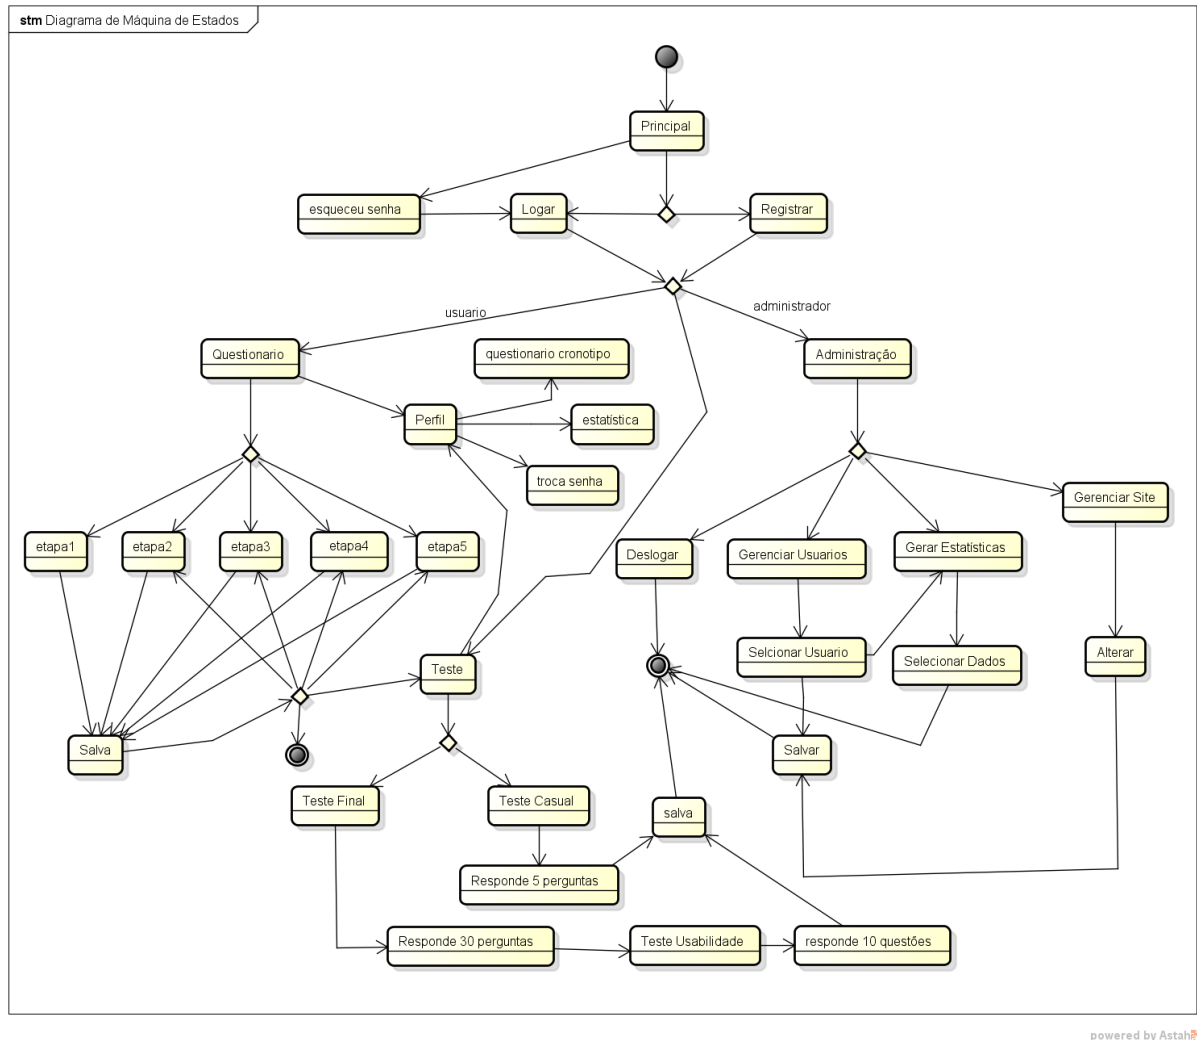 stm Diagrama de Máquina de Estados
Principal
esqueceu senha
Logar
Registrar
usuario
administrador
Questionario
questionario cronotipo
Administração
Perfil
estatística
troca senha
Gerenciar Site
etapa1
etapa2
etapa3
etapa4
etapa5
Deslogar
Gerenciar Usuarios
Gerar Estatísticas
Teste
Selcionar Usuario
Selecionar Dados
Alterar
Salva
Salvar
Teste Final
Teste Casual
salva
Responde 5 perguntas
Responde 30 perguntas
Teste Usabilidade
responde 10 questões
powered by Astah